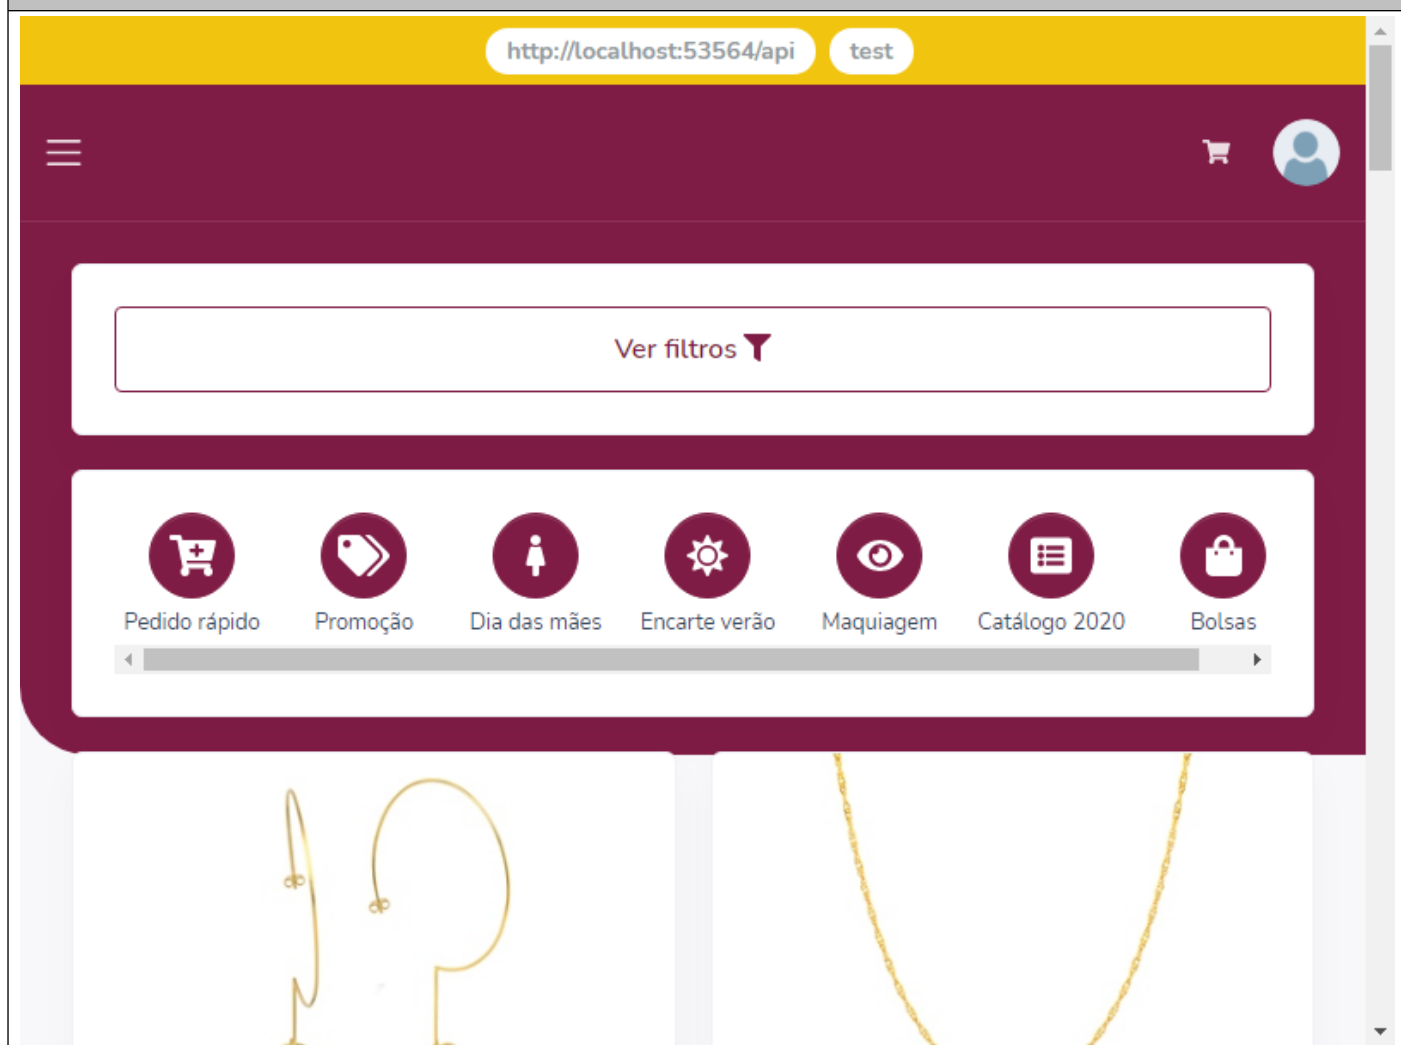 http://localhost:53564/api test
Ver filtros
Pedido rápido Promoção Dia das mães Encarte verão Maquiagem Catálogo 2020 Bolsas